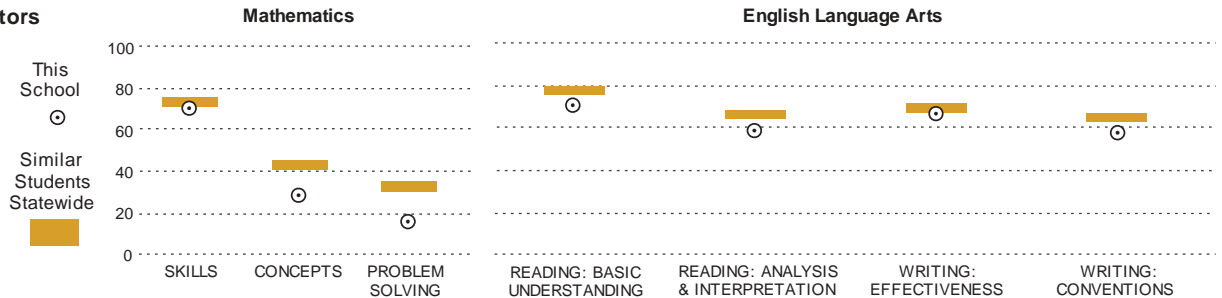 tors
Mathematics
English Language Arts
This
School
Similar
Students
Statewide
100
80
60
40
20
0
SKILLS
CONCEPTS
PROBLEM
SOLVING
READING: BASIC
UNDERSTANDING
READING: ANALYSIS
& INTERPRETATION
WRITING:
EFFECTIVENESS
WRITING:
CONVENTIONS